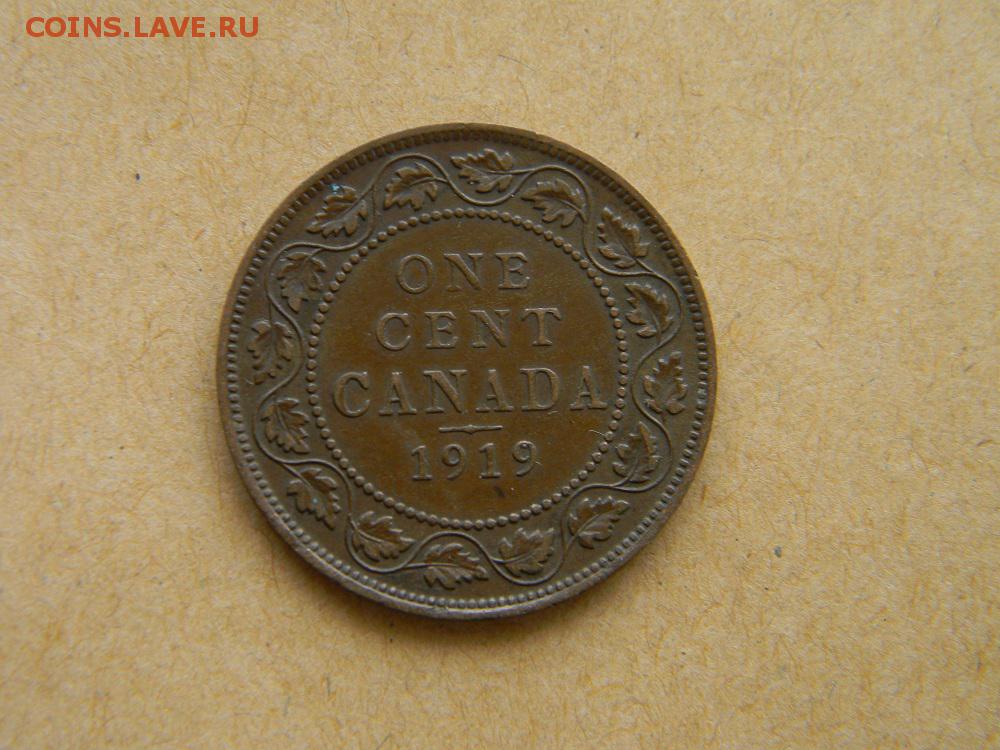 COINS.LAVE.RU
ONE
CENT
CANADA
1919